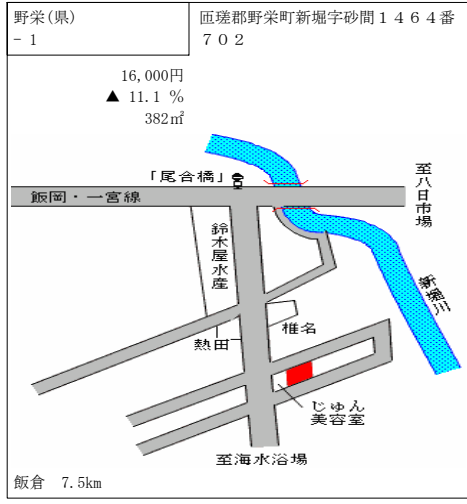 野栄(県)
- 1
匝瑳郡野栄町新堀字砂間１４６４番
７０２
16,000円
▲ 11.1 %
382㎡
「尾合橋」
飯岡・一宮線
至八日市場
鈴木屋水産
新堀川
椎名
熱田
じゅん
美容室
至海水浴場
飯倉 7.5km